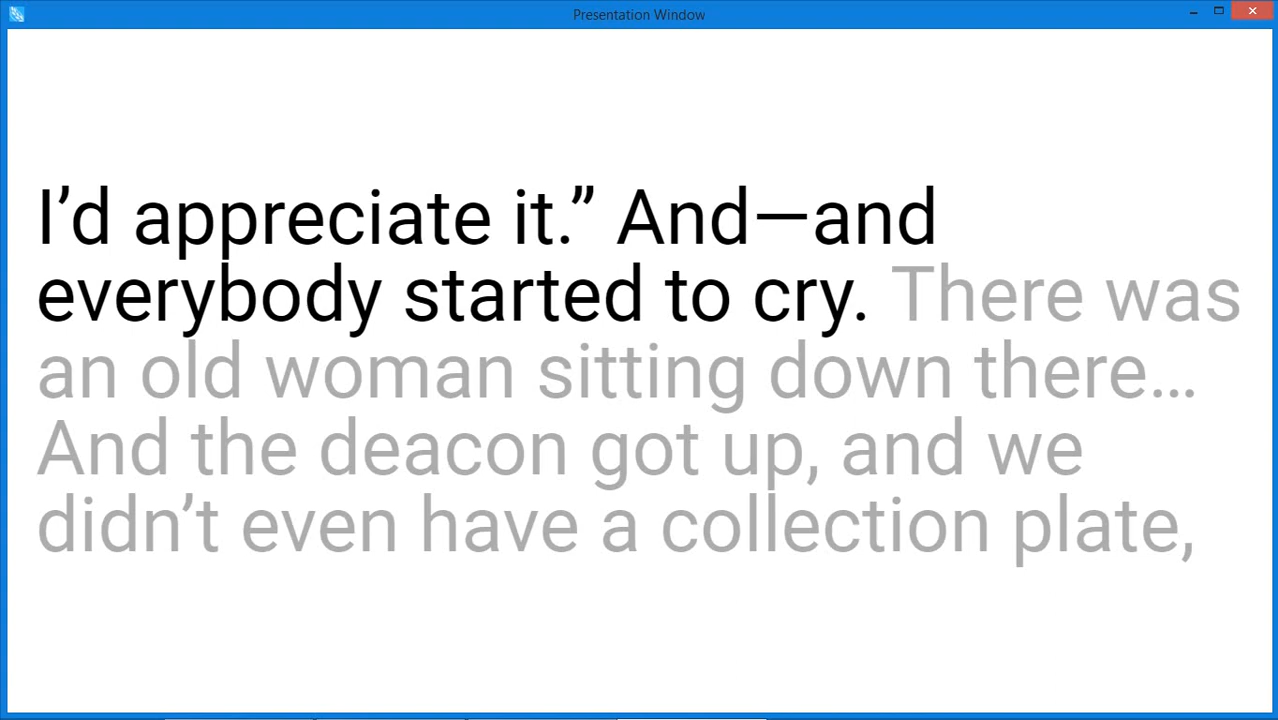 Presentation Window
I’d appreciate it.” And—and
everybody started to cry. There was
an old woman sitting down there…
And the deacon got up, and we
didn’t even have a collection plate,